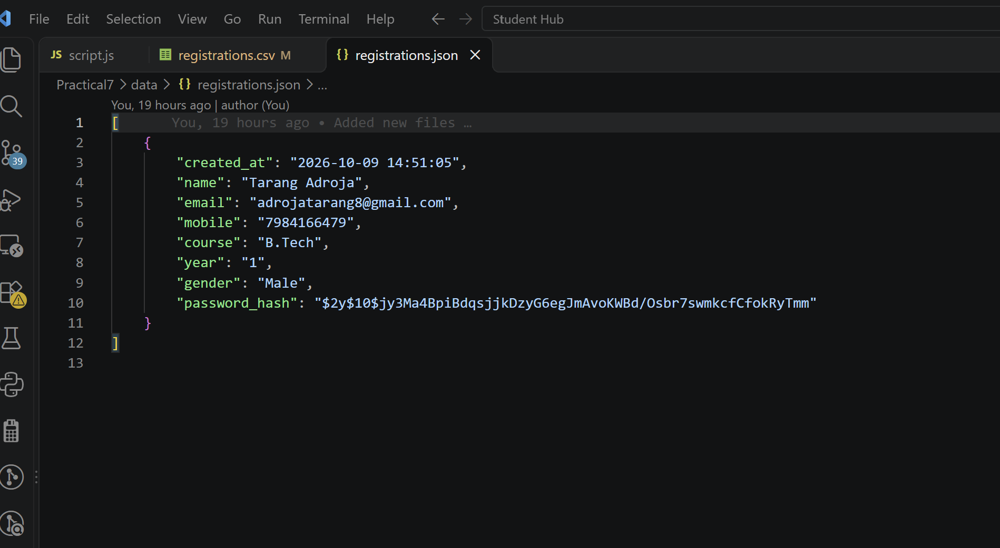 File Edit Selection View Go Run Terminal Help Student Hub
JS script.js registrations.csv M {} registrations.json
Practical7 > data > {} registrations.json > ...
You, 19 hours ago | author (You)
1 [ You, 19 hours ago • Added new files …
2 {
3 "created_at": "2026-10-09 14:51:05",
4 "name": "Tarang Adroja",
5 "email": "adrojatarang8@gmail.com",
6 "mobile": "7984166479",
7 "course": "B.Tech",
8 "year": "1",
9 "gender": "Male",
10 "password_hash": "$2y$10$jy3Ma4BpiBdqsjjkDzyG6egJmAvoKWBd/Osbr7swmkcfCfokRyTmm"
11 }
12 ]
13
39